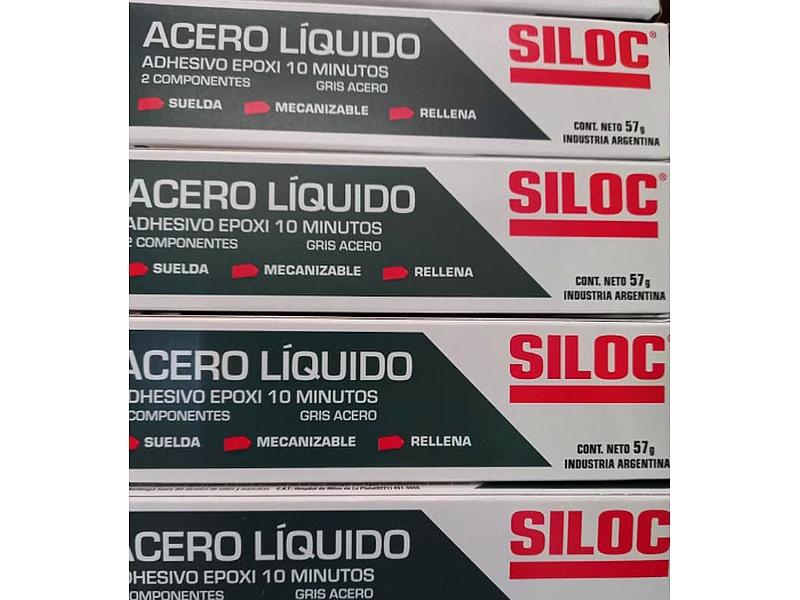 ACERO LÍQUIDO
ADHESIVO EPOXI 10 MINUTOS
2 COMPONENTES GRIS ACERO
SUELDA MECANIZABLE RELLENA
SILOC®
CONT. NETO 57g
INDUSTRIA ARGENTINA
ACERO LÍQUIDO
ADHESIVO EPOXI 10 MINUTOS
2 COMPONENTES GRIS ACERO
SUELDA MECANIZABLE RELLENA
SILOC®
CONT. NETO 57g
INDUSTRIA ARGENTINA
ACERO LÍQUIDO
DHESIVO EPOXI 10 MINUTOS
COMPONENTES GRIS ACERO
SUELDA MECANIZABLE RELLENA
SILOC
CONT. NETO 57g
INDUSTRIA ARGENTINA
ACERO LÍQUIDO
HESIVO EPOXI 10 MINUTOS
OMPONENTES GRIS ACERO
SILOC